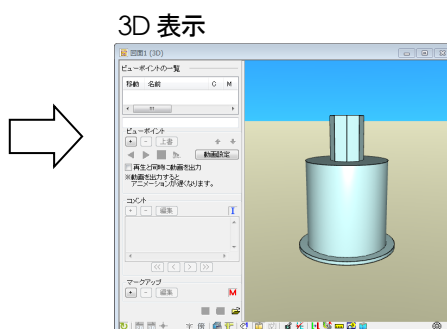 3D 表示
図面1 (3D)
ビューポイントの一覧
移動 名前 C M
ビューポイント
+ - 上書
動画設定
再生と同時に動画を出力
※動画を出力すると
アニメーションが遅くなります。
コメント
+ - 編集 I
<< < > >>
マークアップ
+ - 編集 M